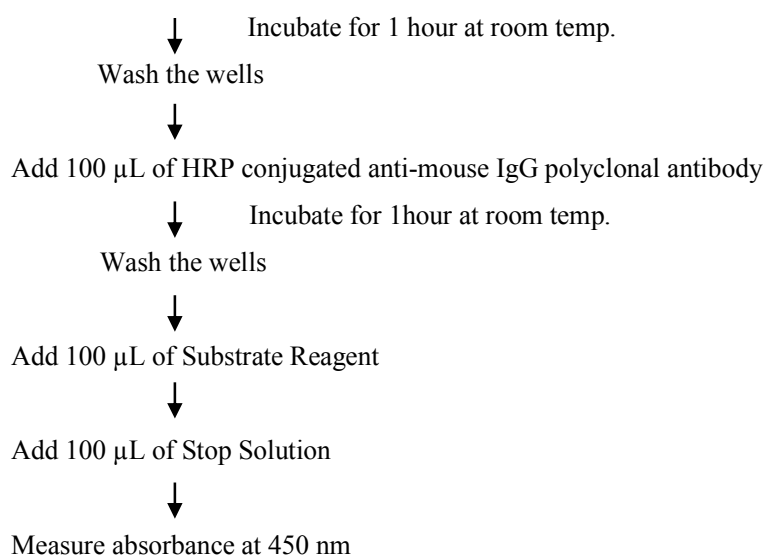 Incubate for 1 hour at room temp.
Wash the wells
Add 100 µL of HRP conjugated anti-mouse IgG polyclonal antibody
Incubate for 1hour at room temp.
Wash the wells
Add 100 µL of Substrate Reagent
Add 100 µL of Stop Solution
Measure absorbance at 450 nm